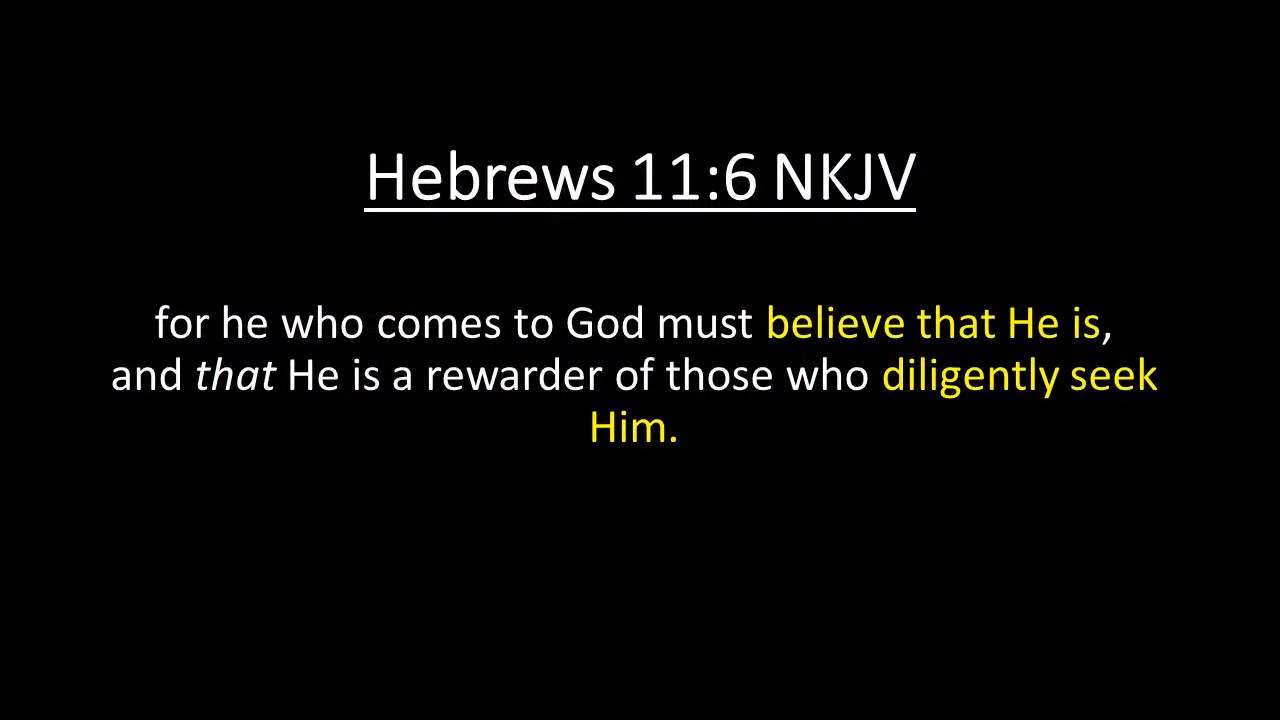 Hebrews 11:6 NKJV
for he who comes to God must believe that He is,
and that He is a rewarder of those who diligently seek
Him.